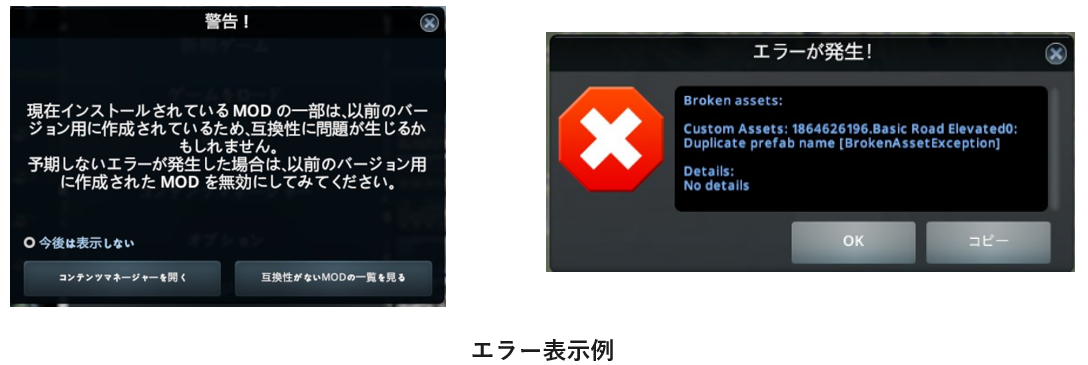 警告！
現在インストールされているMOD の一部は、以前のバー
ジョン用に作成されているため、互換性に問題が生じるか
もしれません。
予期しないエラーが発生した場合は、以前のバージョン用
に作成された MOD を無効にしてみてください。
オプション
今後は表示しない
コンテンツマネージャーを開く
互換性がないMODの一覧を見る
エラーが発生！
Broken assets:
Custom Assets: 1864626196.Basic Road Elevated0:
Duplicate prefab name [BrokenAssetException]
Details:
No details
OK
コピー
エラー表示例